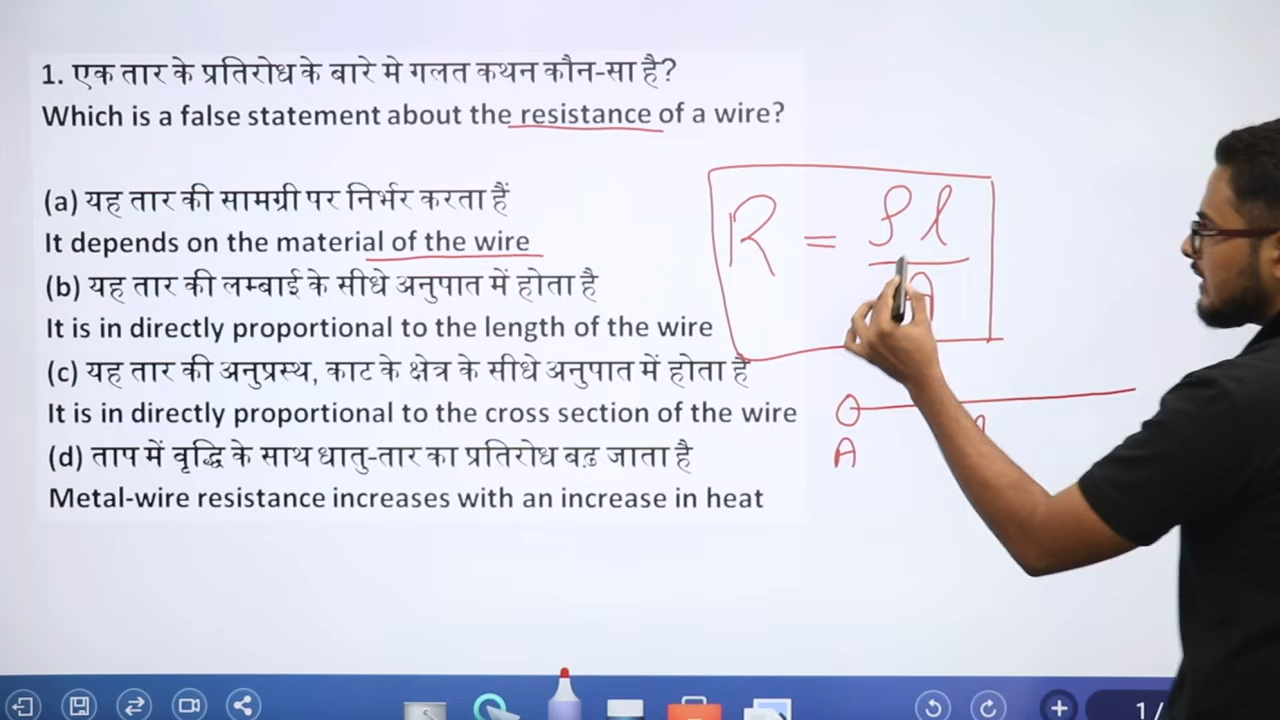 1. एक तार के प्रतिरोध के बारे मे गलत कथन कौन-सा है?
Which is a false statement about the resistance of a wire?
(a) यह तार की सामग्री पर निर्भर करता हैं
It depends on the material of the wire
(b) यह तार की लम्बाई के सीधे अनुपात में होता है
It is in directly proportional to the length of the wire
(c) यह तार की अनुप्रस्थ, काट के क्षेत्र के सीधे अनुपात में होता है
It is in directly proportional to the cross section of the wire
(d) ताप में वृद्धि के साथ धातु-तार का प्रतिरोध बढ़ जाता है
Metal-wire resistance increases with an increase in heat
R = ρ l
A
A
1/